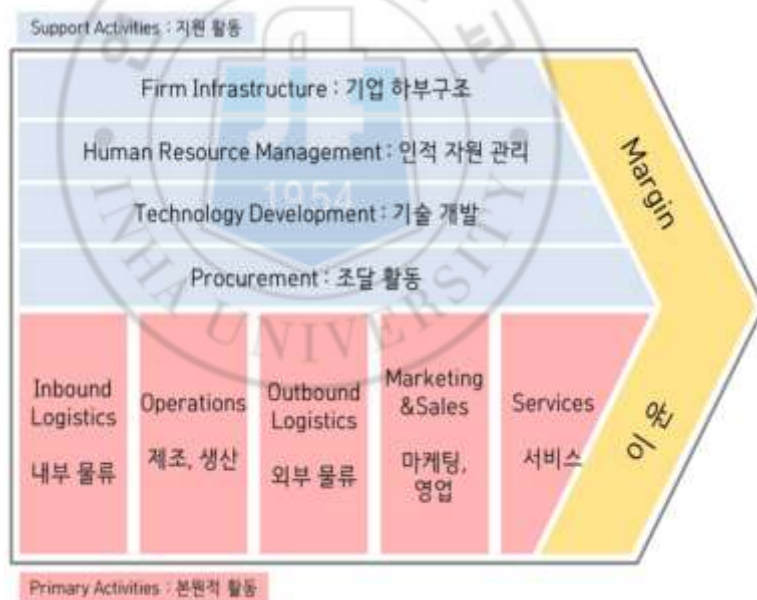 Support Activities : 지원 활동
Firm Infrastructure : 기업 하부구조
Human Resource Management : 인적 자원 관리
1954
Technology Development : 기술 개발
Procurement : 조달 활동
INHA UNIVERSITY
Margin
이 윤
Inbound
Logistics
내부 물류
Operations
제조, 생산
Outbound
Logistics
외부 물류
Marketing
&Sales
마케팅,
영업
Services
서비스
Primary Activities : 본원적 활동